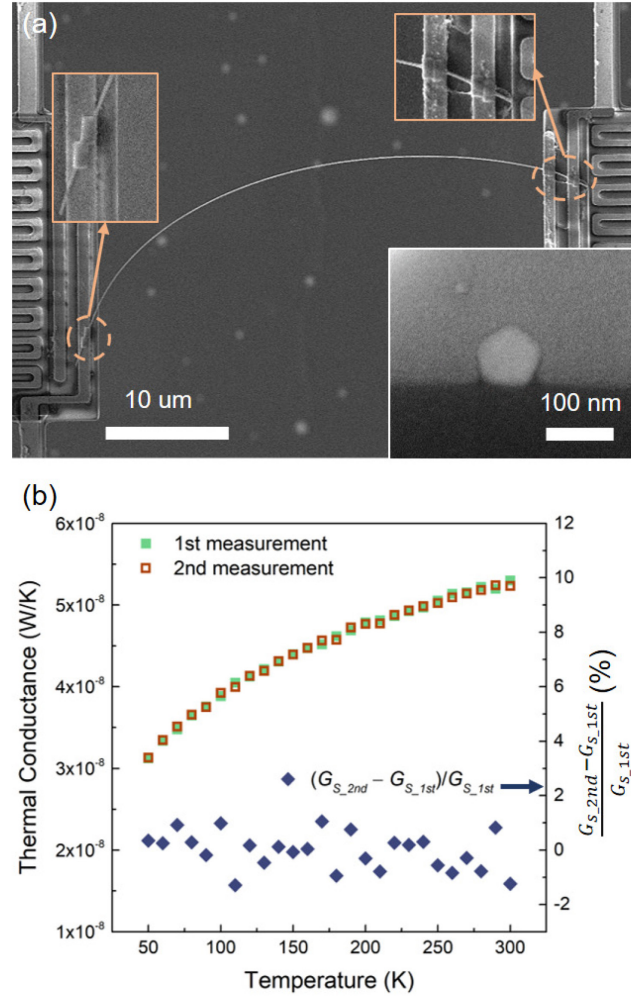 (a)
10 um
100 nm
(b)
6x10⁻⁸
5x10⁻⁸
4x10⁻⁸
3x10⁻⁸
2x10⁻⁸
1x10⁻⁸
Thermal Conductance (W/K)
1st measurement
2nd measurement
(G_S_2nd − G_S_1st)/G_S_1st
12
10
8
6
4
2
0
-2
G_s_2nd−G_s_1st
G_s_1st
(%)
50 100 150 200 250 300
Temperature (K)